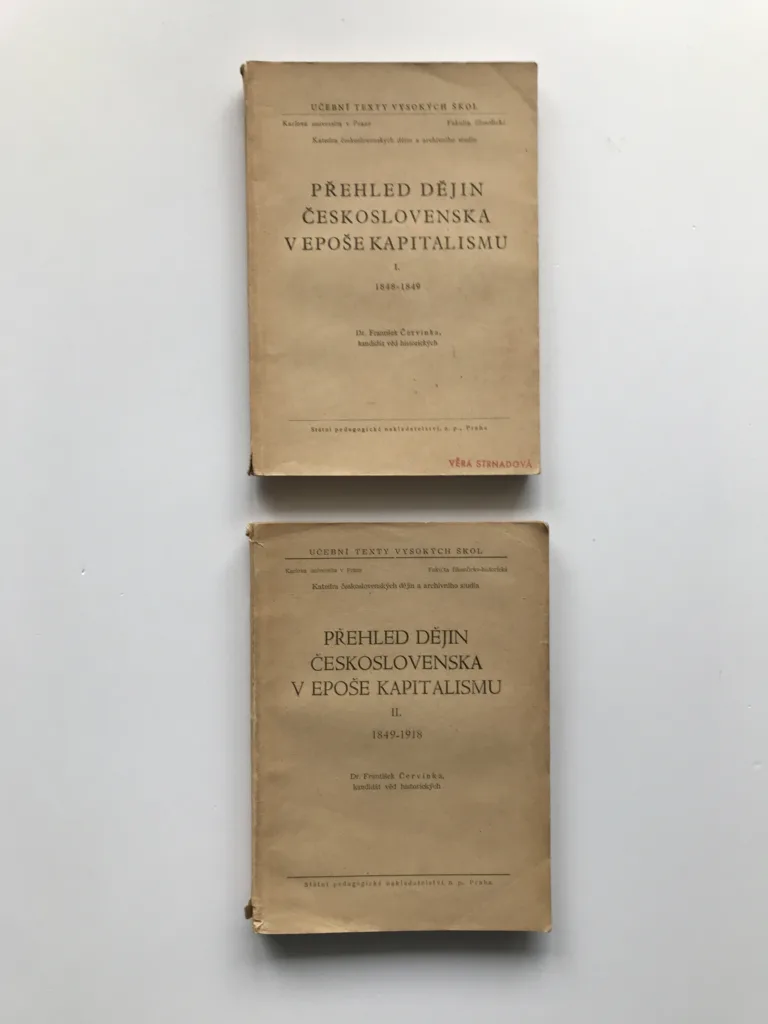 UČEBNÍ TEXTY VYSOKÝCH ŠKOL
Karlova universita v Praze Fakulta filosofická
Katedra československých dějin a archivního studia
PŘEHLED DĚJIN
ČESKOSLOVENSKA
V EPOŠE KAPITALISMU
I.
1848-1849
Dr. František Červinka,
kandidát věd historických
Státní pedagogické nakladatelství, n. p., Praha
VĚRA STRNADOVÁ
UČEBNÍ TEXTY VYSOKÝCH ŠKOL
Karlova universita v Praze Fakulta filosoficko-historická
Katedra československých dějin a archivního studia
PŘEHLED DĚJIN
ČESKOSLOVENSKA
V EPOŠE KAPITALISMU
II.
1849-1918
Dr. František Červinka,
kandidát věd historických
Státní pedagogické nakladatelství, n. p. Praha